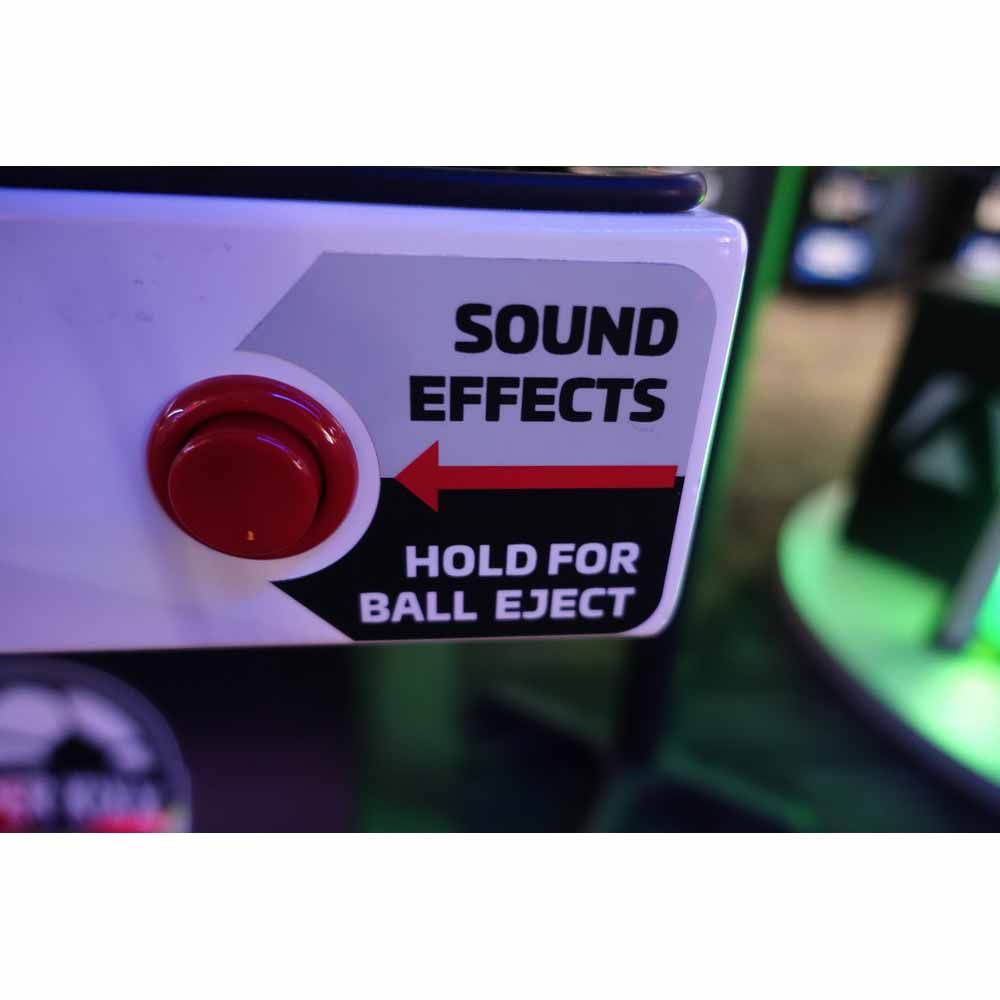 SOUND
EFFECTS
HOLD FOR
BALL EJECT